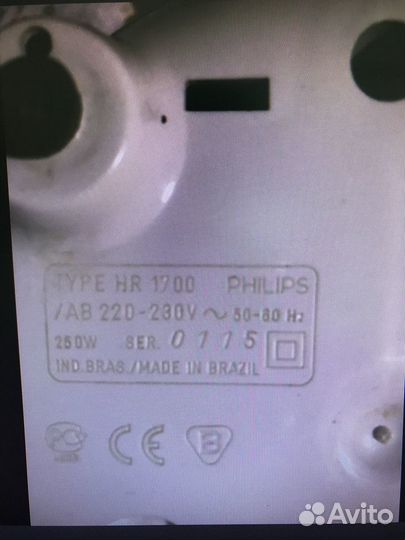 TYPE HR 1700 PHILIPS
/AB 220-230V ~ 50-60 Hz
250W SER. 0115
IND.BRAS./MADE IN BRAZIL
CE B
Avito